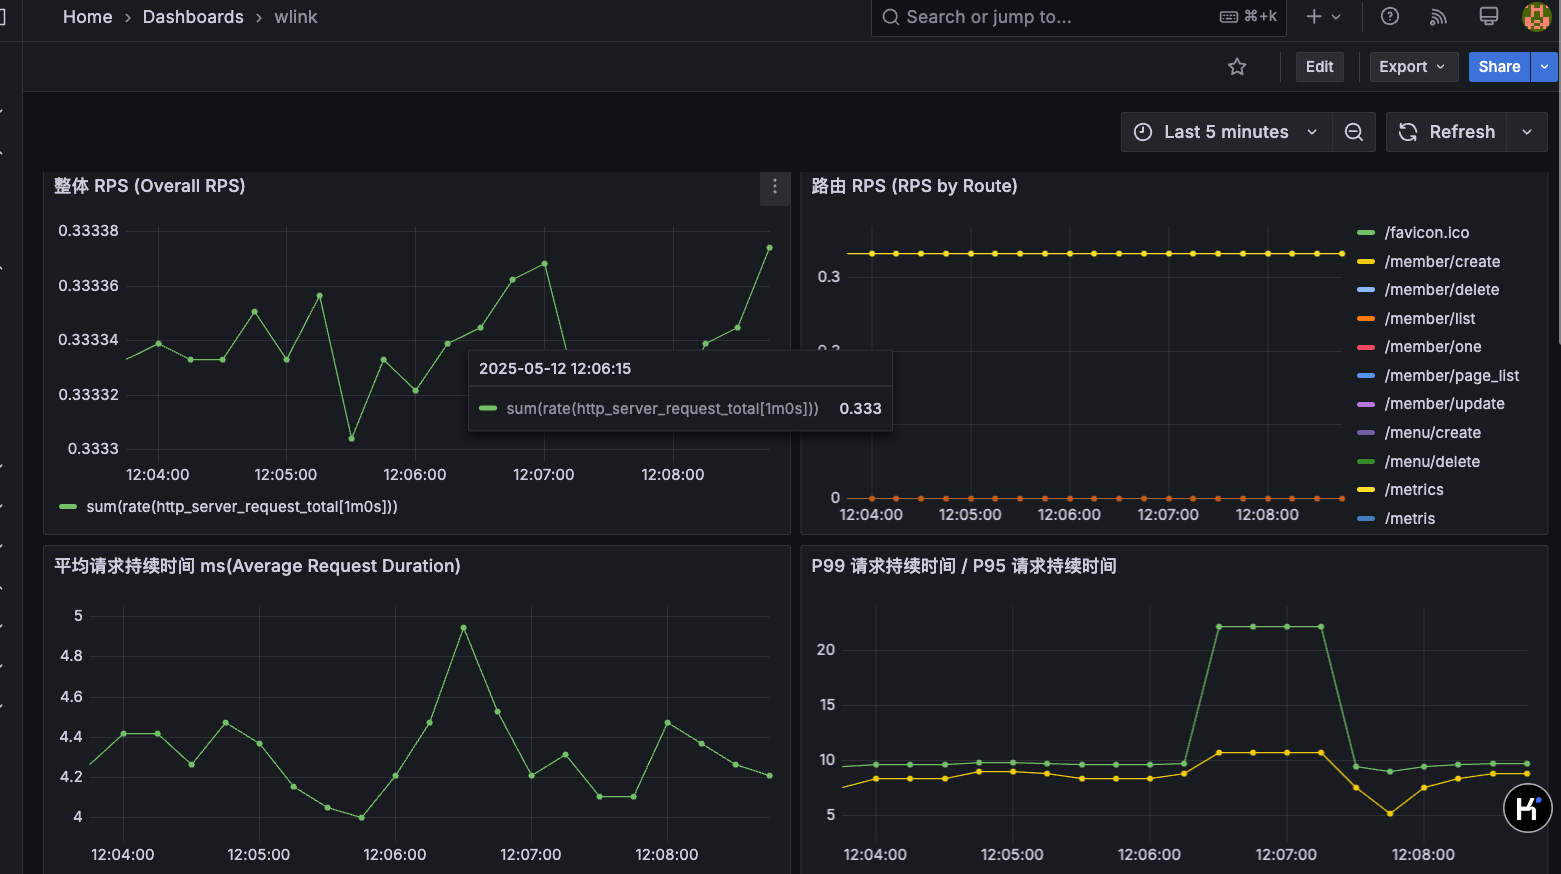 Home › Dashboards › wlink
Search or jump to... ⌘+k
Edit
Export
Share
Last 5 minutes
Refresh
整体 RPS (Overall RPS)
0.33338
0.33336
0.33334
0.33332
0.3333
12:04:00 12:05:00 12:06:00 12:07:00 12:08:00
sum(rate(http_server_request_total[1m0s]))
2025-05-12 12:06:15
sum(rate(http_server_request_total[1m0s])) 0.333
路由 RPS (RPS by Route)
0.3
0
12:04:00 12:05:00 12:06:00 12:07:00 12:08:00
/favicon.ico
/member/create
/member/delete
/member/list
/member/one
/member/page_list
/member/update
/menu/create
/menu/delete
/metrics
/metris
平均请求持续时间 ms(Average Request Duration)
5
4.8
4.6
4.4
4.2
4
12:04:00 12:05:00 12:06:00 12:07:00 12:08:00
P99 请求持续时间 / P95 请求持续时间
20
15
10
5
12:04:00 12:05:00 12:06:00 12:07:00 12:08:00
K